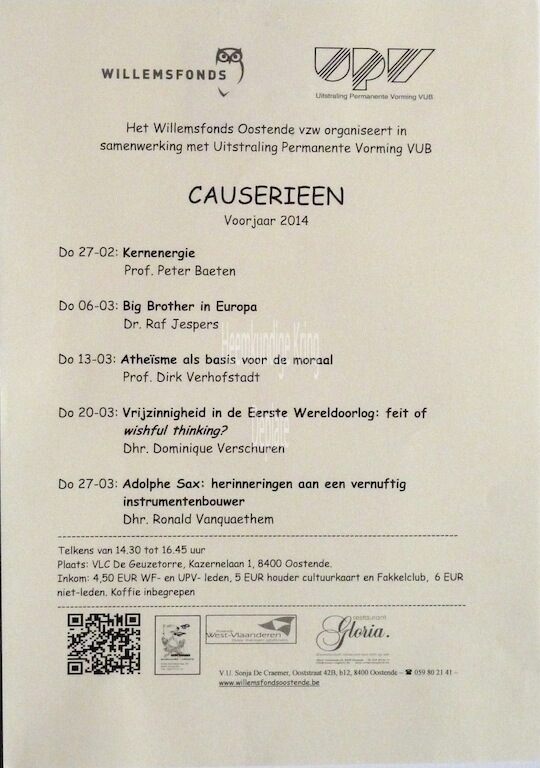 WILLEMSFONDS
UPV
Uitstraling Permanente Vorming VUB
Het Willemsfonds Oostende vzw organiseert in
samenwerking met Uitstraling Permanente Vorming VUB
CAUSERIEEN
Voorjaar 2014
Do 27-02: Kernenergie
Prof. Peter Baeten
Do 06-03: Big Brother in Europa
Dr. Raf Jespers
Heemkundige Kring
Do 13-03: Atheïsme als basis voor de moraal
Prof. Dirk Verhofstadt
Do 20-03: Vrijzinnigheid in de Eerste Wereldoorlog: feit of
wishful thinking?
Dhr. Dominique Verschuren
Do 27-03: Adolphe Sax: herinneringen aan een vernuftig
instrumentenbouwer
Dhr. Ronald Vanquaethem
Telkens van 14.30 tot 16.45 uur
Plaats: VLC De Geuzetorre, Kazernelaan 1, 8400 Oostende.
Inkom: 4,50 EUR WF- en UPV- leden, 5 EUR houder cultuurkaart en Fakkelclub, 6 EUR
niet-leden. Koffie inbegrepen
West-Vlaanderen
restaurant
Gloria.
V.U. Sonja De Craemer, Ooststraat 42B, b12, 8400 Oostende – ☎ 059 80 21 41 –
www.willemsfondsoostende.be